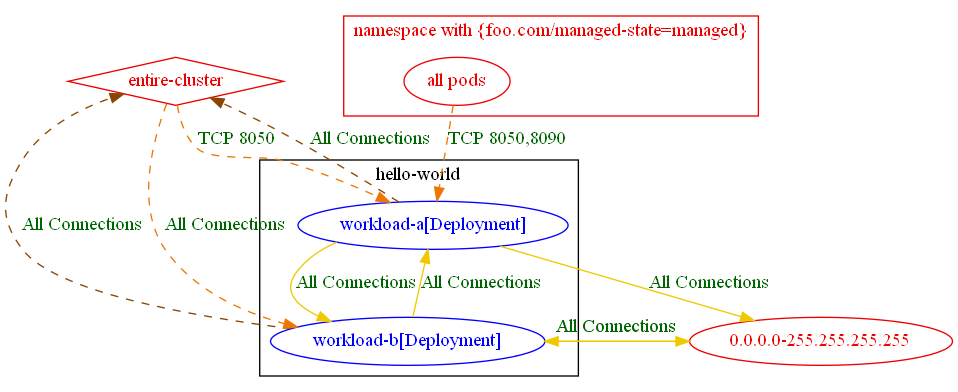 namespace with {foo.com/managed-state=managed}
entire-cluster
all pods
TCP 8050
All Connections
TCP 8050,8090
hello-world
All Connections
All Connections
workload-a[Deployment]
All Connections
All Connections
All Connections
All Connections
workload-b[Deployment]
0.0.0.0-255.255.255.255